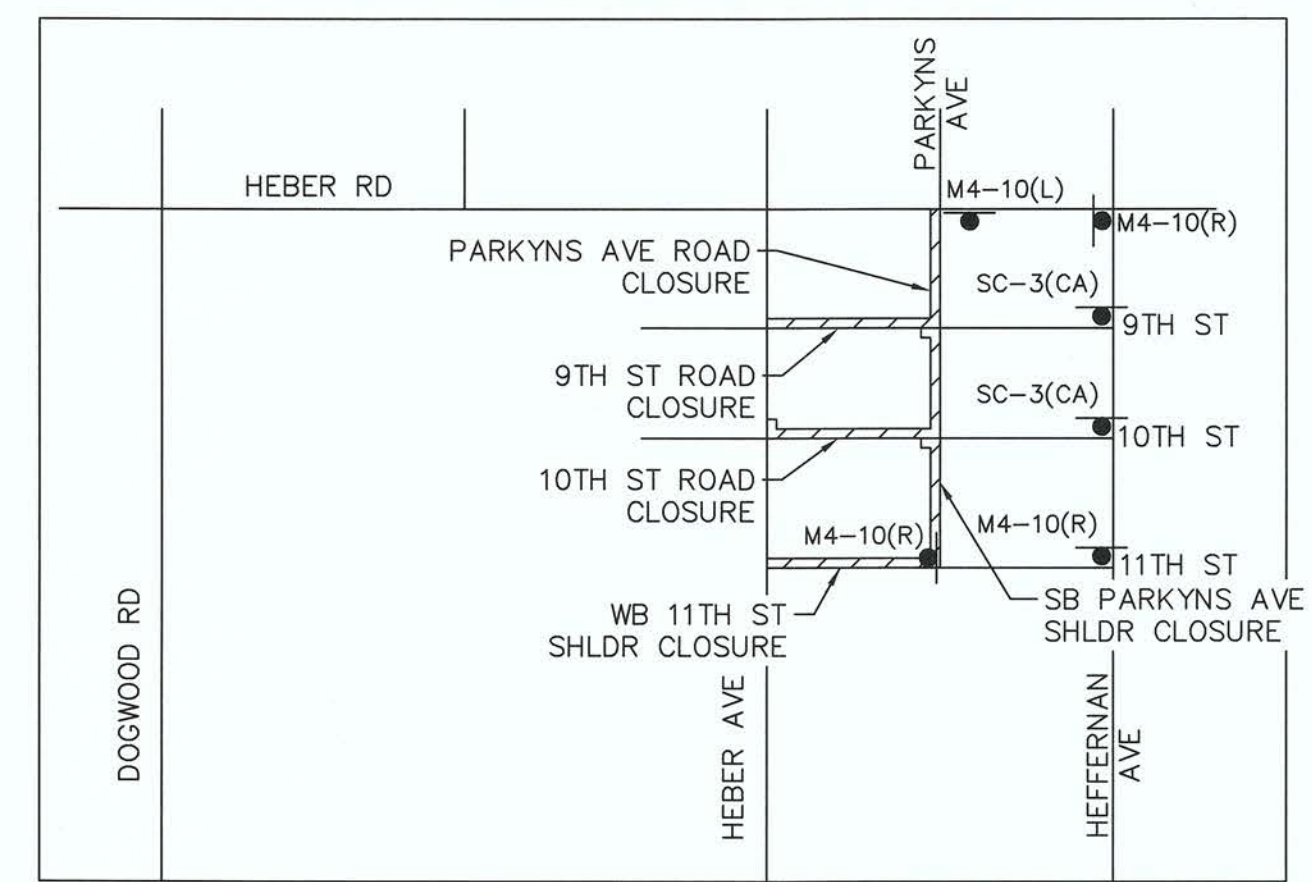 PARKYNS
AVE
HEBER RD
M4-10(L)
M4-10(R)
PARKYNS AVE ROAD
CLOSURE
SC-3(CA)
9TH ST
9TH ST ROAD
CLOSURE
SC-3(CA)
10TH ST
10TH ST ROAD
CLOSURE
M4-10(R)
M4-10(R)
11TH ST
WB 11TH ST
SHLDR CLOSURE
SB PARKYNS AVE
SHLDR CLOSURE
DOGWOOD RD
HEBER AVE
HEFFERNAN
AVE